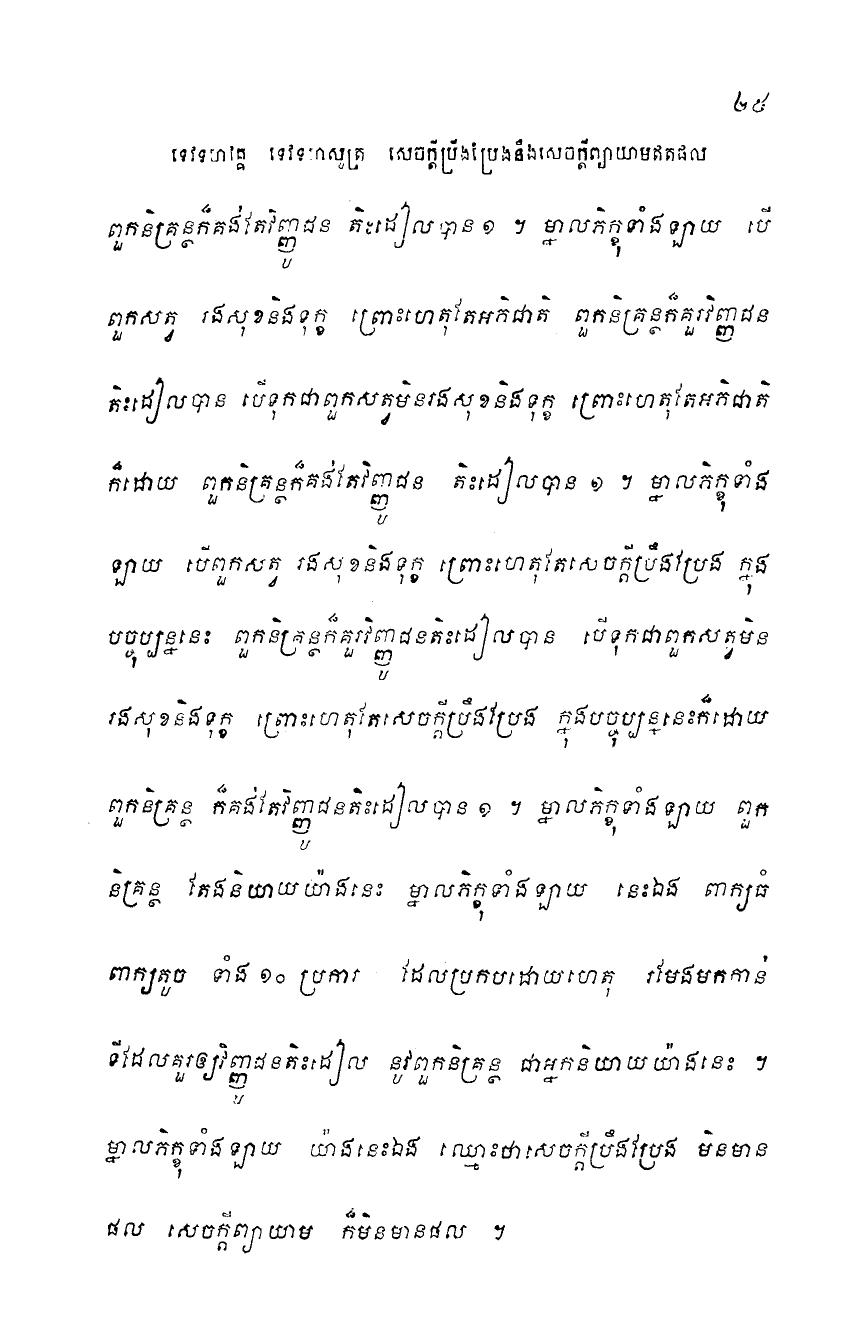 ២៥
ទេវទហវគ្គ ទេវទហសូត្រ សេចក្តីប្រឹងប្រែងនឹងសេចក្តីព្យាយាមឥតផល
ពួកនិគ្រន្ថក៏គង់តែវិញ្ញូជន តិះដៀលបាន ១ ។ ម្នាលភិក្ខុទាំងឡាយ បើ
ពួកសត្វ រងសុខនិងទុក្ខ ព្រោះហេតុតែអភិជាតិ ពួកនិគ្រន្ថក៏គួរវិញ្ញូជន
តិះដៀលបាន បើទុកជាពួកសត្វមិនរងសុខនិងទុក្ខ ព្រោះហេតុតែអភិជាតិ
ក៏ដោយ ពួកនិគ្រន្ថក៏គង់តែវិញ្ញូជន តិះដៀលបាន ១ ។ ម្នាលភិក្ខុទាំង
ឡាយ បើពួកសត្វ រងសុខនិងទុក្ខ ព្រោះហេតុតែសេចក្តីប្រឹងប្រែង ក្នុង
បច្ចុប្បន្ននេះ ពួកនិគ្រន្ថក៏គួរវិញ្ញូជនតិះដៀលបាន បើទុកជាពួកសត្វមិន
រងសុខនិងទុក្ខ ព្រោះហេតុតែសេចក្តីប្រឹងប្រែង ក្នុងបច្ចុប្បន្ននេះក៏ដោយ
ពួកនិគ្រន្ថ ក៏គង់តែវិញ្ញូជនតិះដៀលបាន ១ ។ ម្នាលភិក្ខុទាំងឡាយ ពួក
និគ្រន្ថ តែងនិយាយយ៉ាងនេះ ម្នាលភិក្ខុទាំងឡាយ នេះឯង ពាក្យធំ
ពាក្យតូច ទាំង ១០ ប្រការ ដែលប្រកបដោយហេតុ រមែងមកកាន់
ទីដែលគួរឲ្យវិញ្ញូជនតិះដៀល នូវពួកនិគ្រន្ថ ជាអ្នកនិយាយយ៉ាងនេះ ។
ម្នាលភិក្ខុទាំងឡាយ យ៉ាងនេះឯង ឈ្មោះថាសេចក្តីប្រឹងប្រែង មិនមាន
ផល សេចក្តីព្យាយាម ក៏មិនមានផល ។